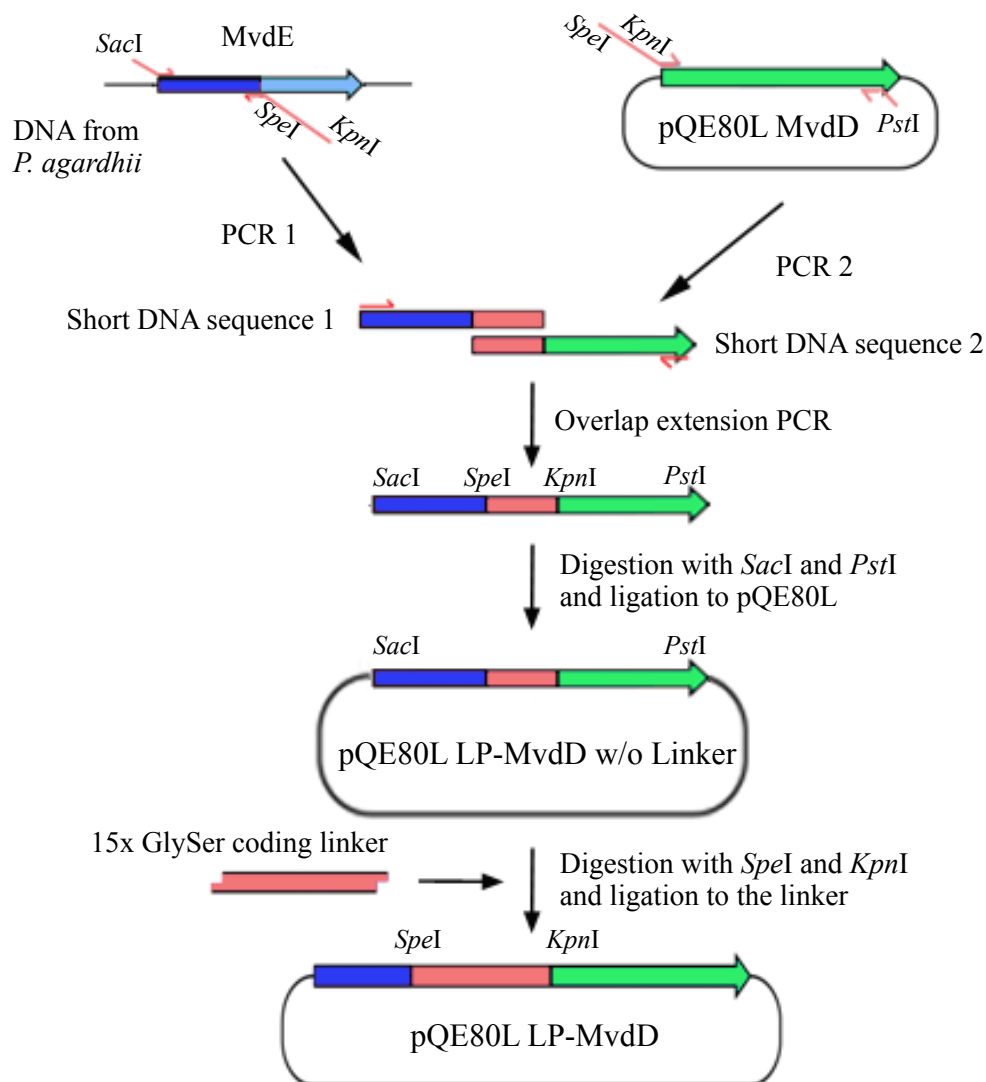 MvdE
SacI
SpeI
KpnI
DNA from
P. agardhii
SpeI
KpnI
PstI
pQE80L MvdD
PCR 1
PCR 2
Short DNA sequence 1
Short DNA sequence 2
Overlap extension PCR
SacI SpeI KpnI PstI
Digestion with SacI and PstI
and ligation to pQE80L
SacI PstI
pQE80L LP-MvdD w/o Linker
15x GlySer coding linker
Digestion with SpeI and KpnI
and ligation to the linker
SpeI KpnI
pQE80L LP-MvdD